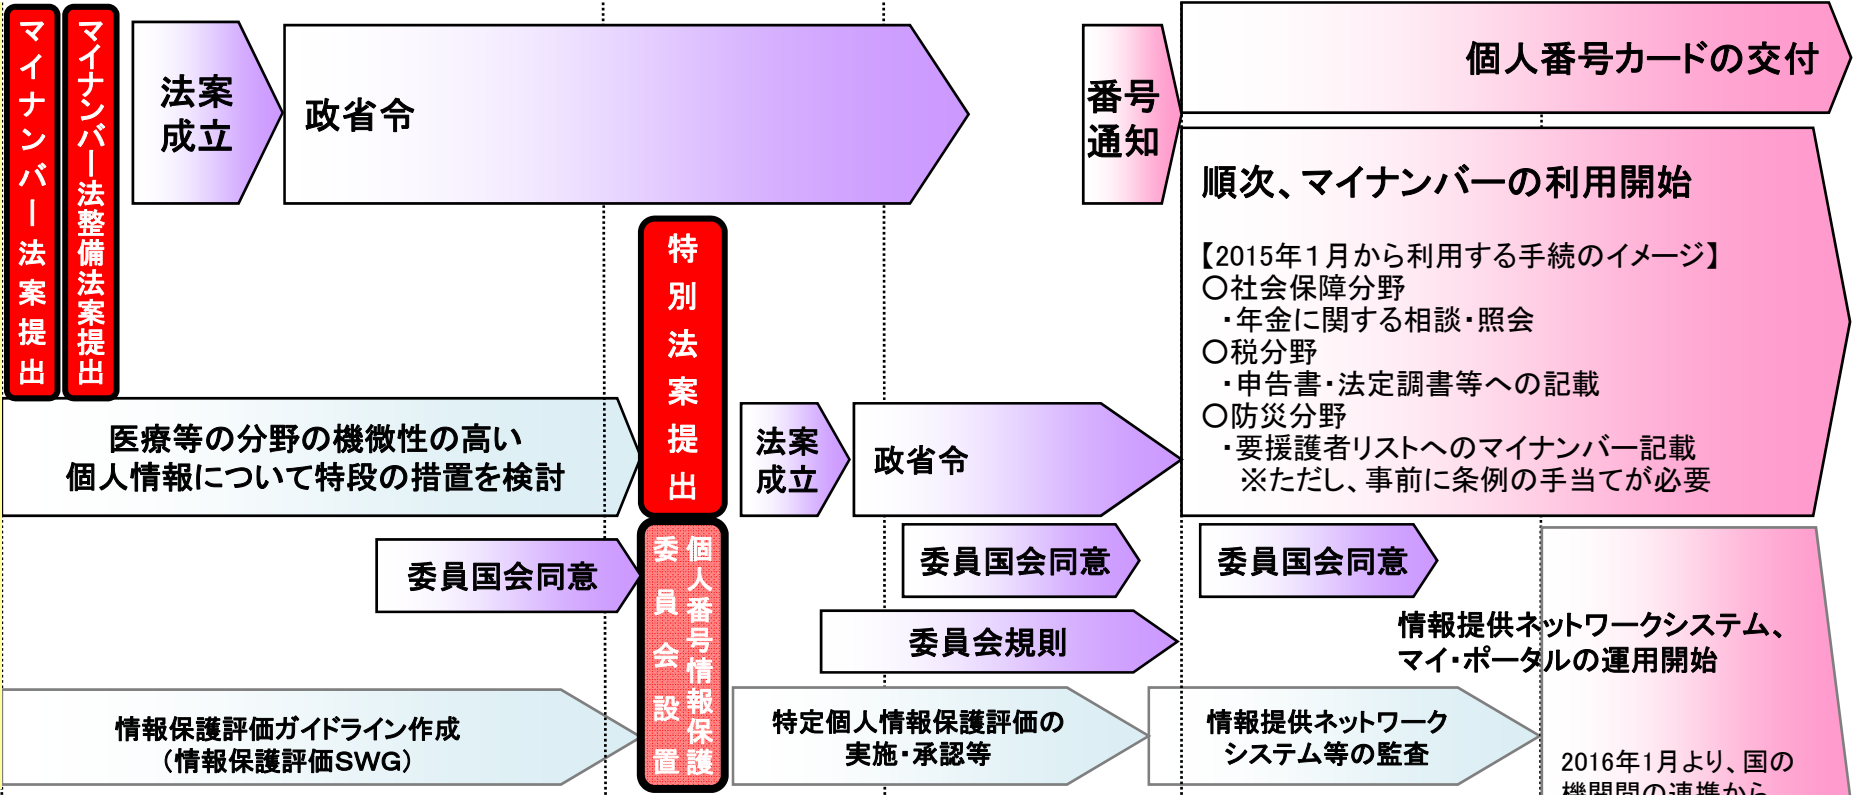 マイナンバー法案提出
マイナンバー法整備法案提出
法案
成立
政省令
番号
通知
個人番号カードの交付
順次、マイナンバーの利用開始
【2015年１月から利用する手続のイメージ】
○社会保障分野
・年金に関する相談・照会
○税分野
・申告書・法定調書等への記載
○防災分野
・要援護者リストへのマイナンバー記載
※ただし、事前に条例の手当てが必要
特別法案提出
医療等の分野の機微性の高い
個人情報について特段の措置を検討
法案
成立
政省令
委員国会同意
個人番号情報保護
委員会設置
委員国会同意
委員国会同意
委員会規則
情報提供ネットワークシステム、
マイ・ポータルの運用開始
情報保護評価ガイドライン作成
（情報保護評価SWG）
特定個人情報保護評価の
実施・承認等
情報提供ネットワーク
システム等の監査
2016年1月より、国の
機関間の連携から